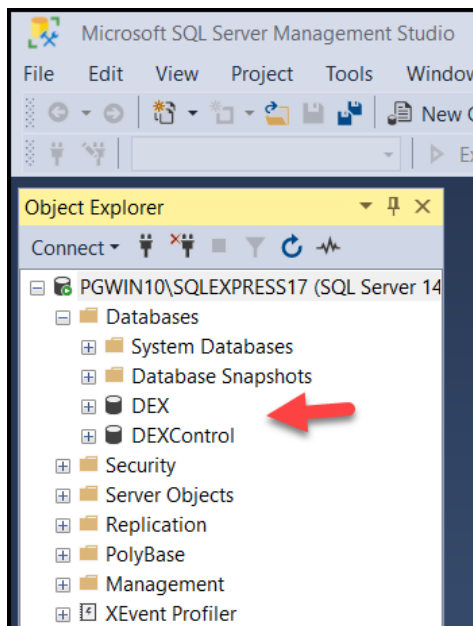 Microsoft SQL Server Management Studio
File Edit View Project Tools Window
New
Object Explorer
Connect
PGWIN10\SQLEXPRESS17 (SQL Server 14
Databases
System Databases
Database Snapshots
DEX
DEXControl
Security
Server Objects
Replication
PolyBase
Management
XEvent Profiler